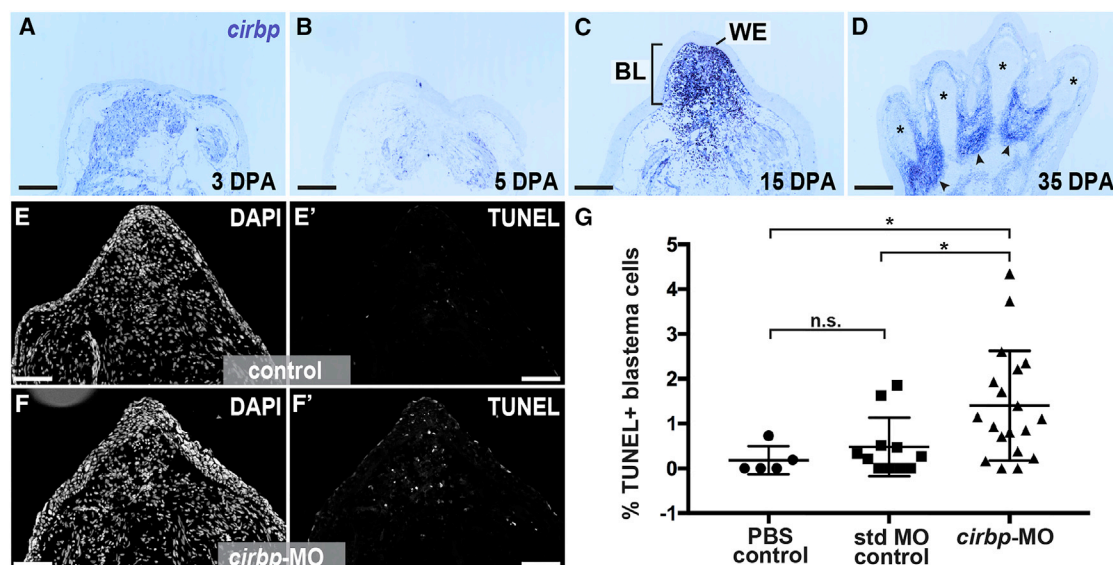 A
cirbp
3 DPA
B
5 DPA
C
WE
BL
15 DPA
D
*
*
*
*
35 DPA
E
DAPI
E’
TUNEL
control
F
DAPI
F’
TUNEL
cirbp-MO
G
% TUNEL+ blastema cells
5
4
3
2
1
0
-1
*
*
n.s.
PBS
control
std MO
control
cirbp-MO